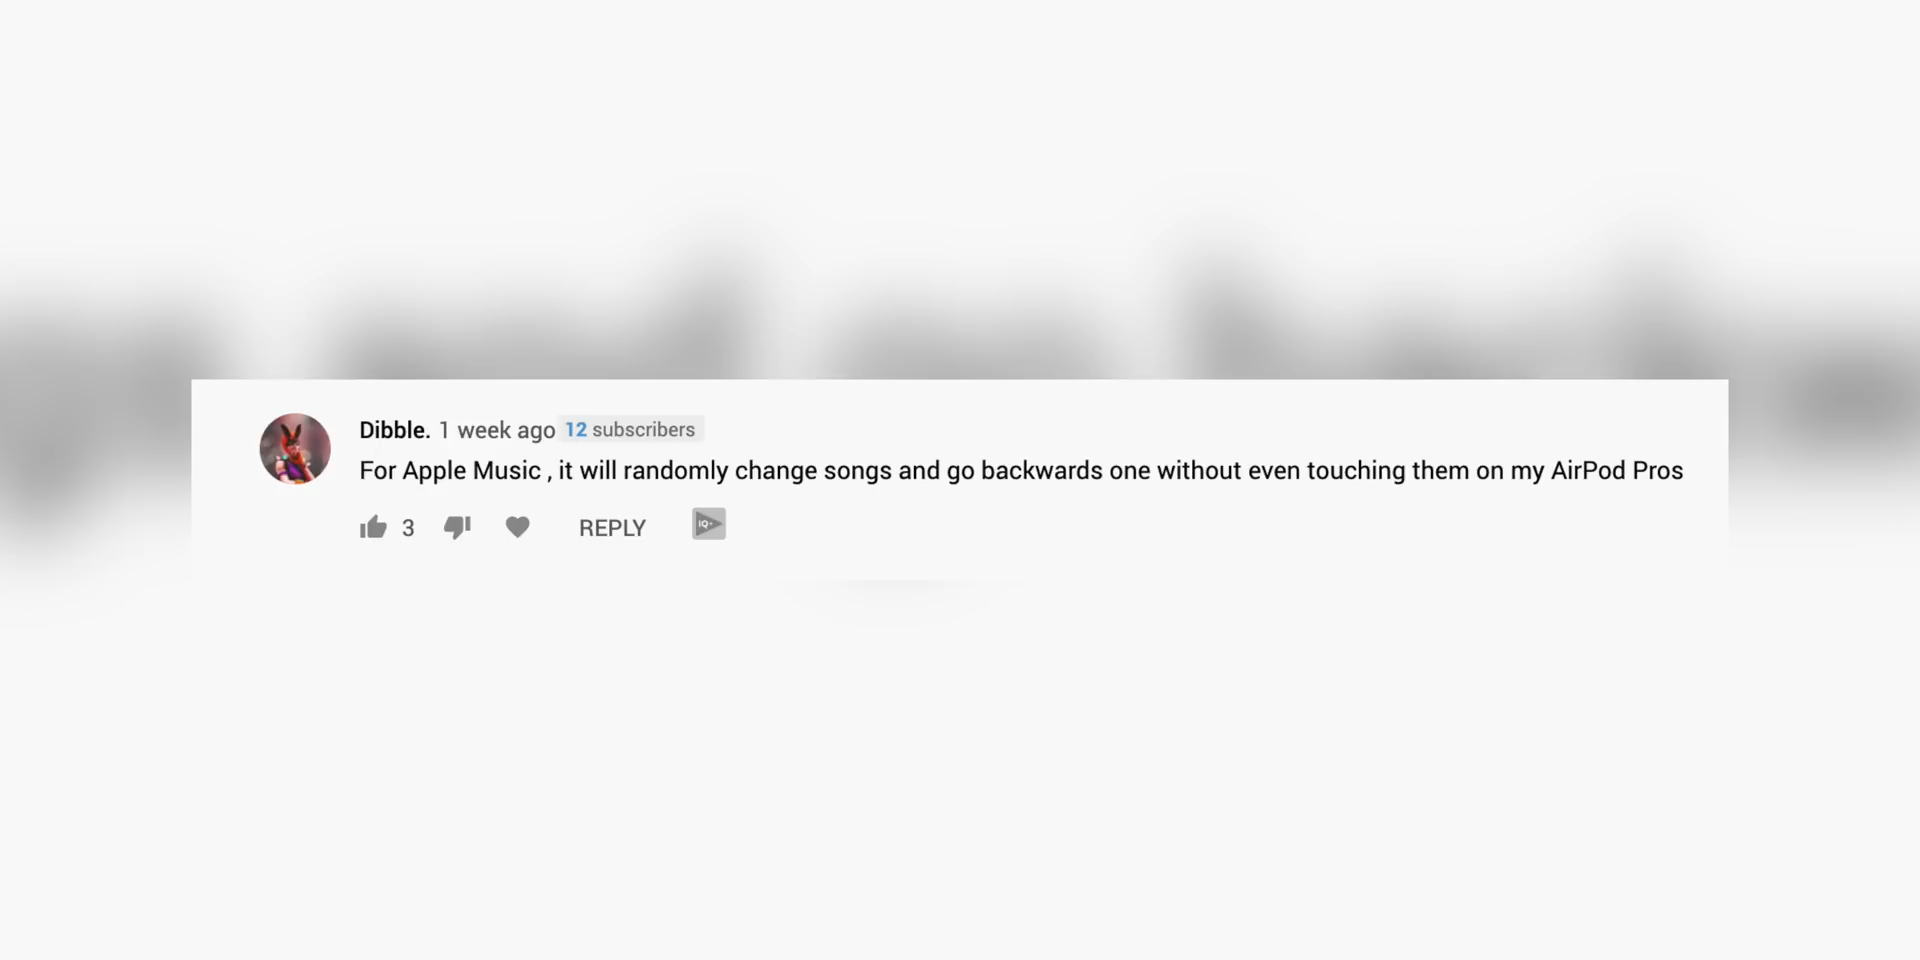 Dibble. 1 week ago 12 subscribers
For Apple Music , it will randomly change songs and go backwards one without even touching them on my AirPod Pros
3 REPLY IQ+